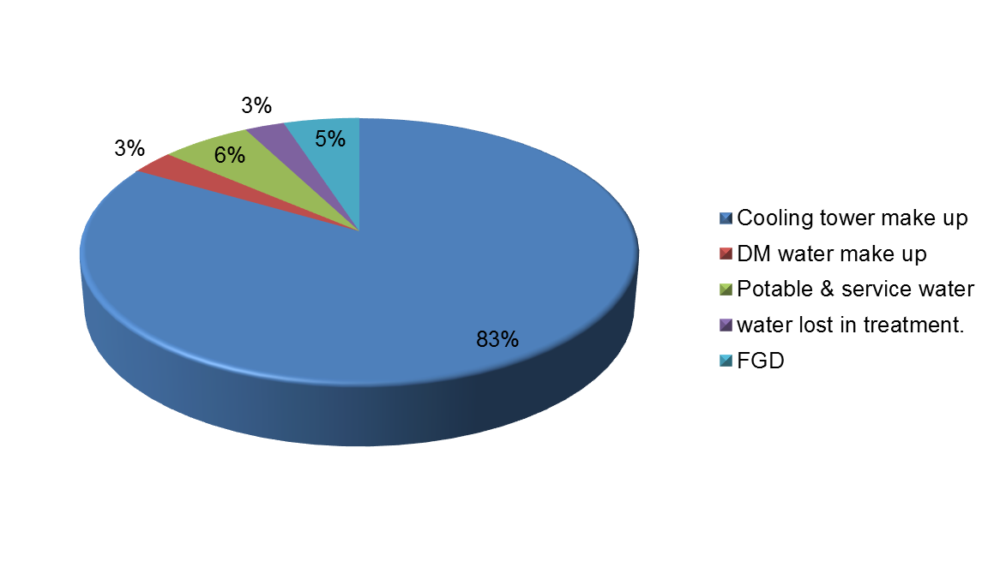 3%
3%
5%
6%
83%
Cooling tower make up
DM water make up
Potable & service water
water lost in treatment.
FGD